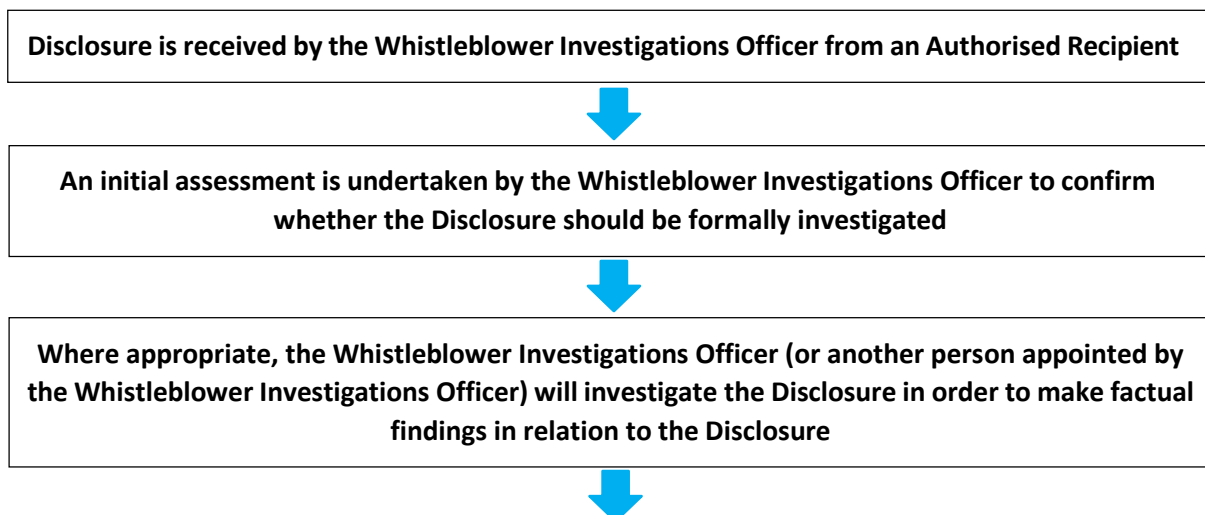 Disclosure is received by the Whistleblower Investigations Officer from an Authorised Recipient
An initial assessment is undertaken by the Whistleblower Investigations Officer to confirm
whether the Disclosure should be formally investigated
Where appropriate, the Whistleblower Investigations Officer (or another person appointed by
the Whistleblower Investigations Officer) will investigate the Disclosure in order to make factual
findings in relation to the Disclosure